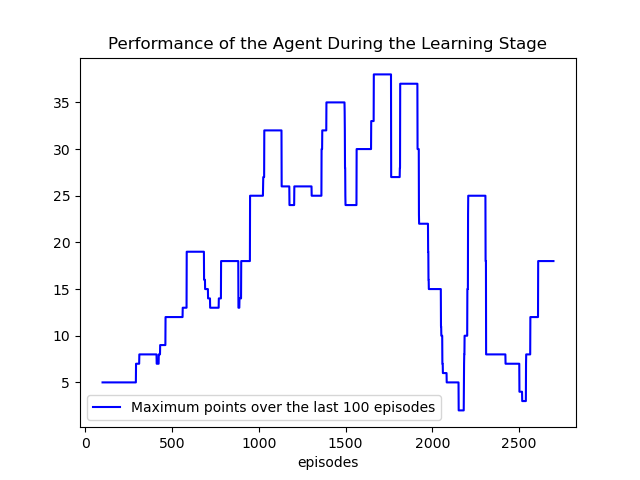 Performance of the Agent During the Learning Stage
35
30
25
20
15
10
5
Maximum points over the last 100 episodes
0 500 1000 1500 2000 2500
episodes